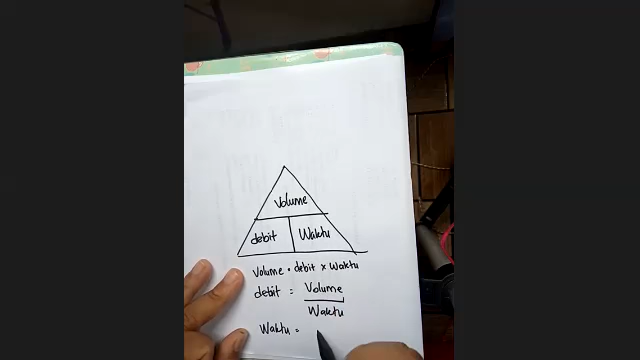 Volume
debit Waktu
Volume = debit x Waktu
debit = Volume
Waktu
Waktu =